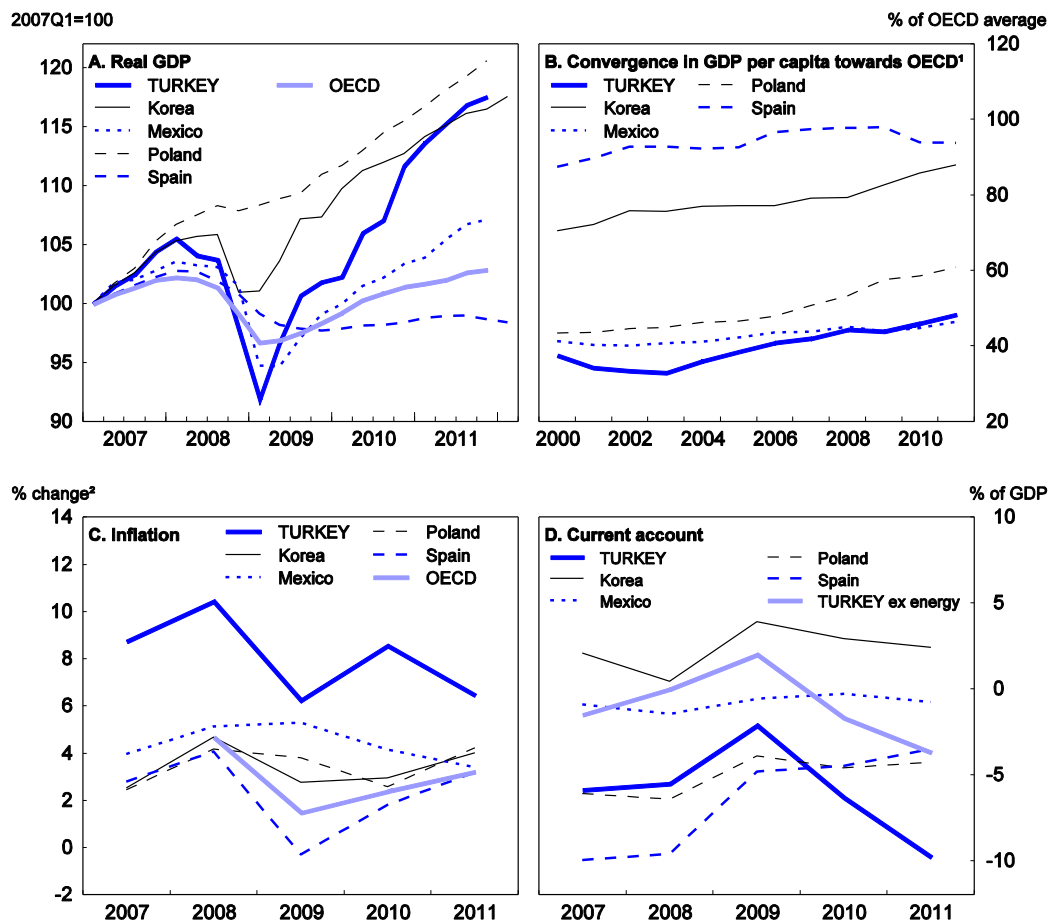 2007Q1=100
% of OECD average
A. Real GDP
TURKEY
OECD
Korea
Mexico
Poland
Spain
120
115
110
105
100
95
90
2007 2008 2009 2010 2011
B. Convergence in GDP per capita towards OECD¹
TURKEY
Poland
Korea
Spain
Mexico
120
100
80
60
40
20
2000 2002 2004 2006 2008 2010
% change²
% of GDP
C. Inflation
TURKEY
Poland
Korea
Spain
Mexico
OECD
14
12
10
8
6
4
2
0
-2
2007 2008 2009 2010 2011
D. Current account
TURKEY
Poland
Korea
Spain
Mexico
TURKEY ex energy
10
5
0
-5
-10
2007 2008 2009 2010 2011